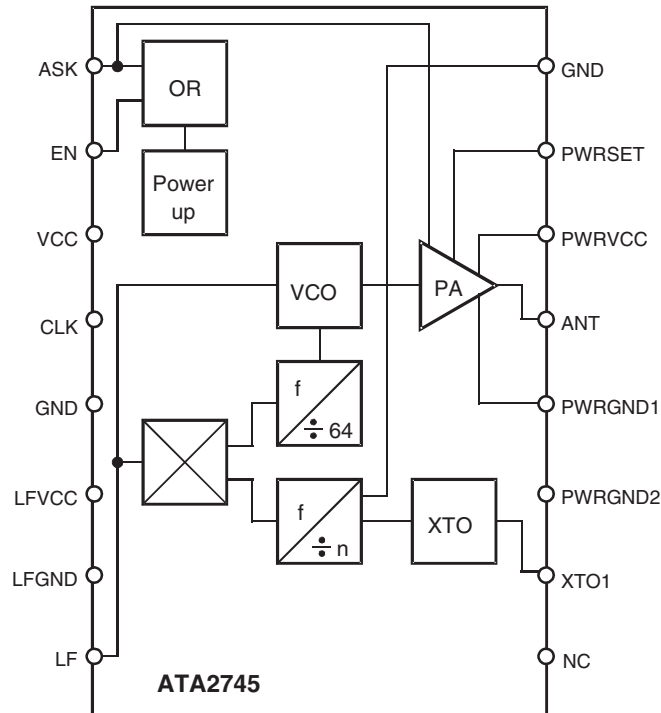 ASK
GND
OR
EN
PWRSET
Power
up
VCC
PWRVCC
VCO
PA
CLK
ANT
f
÷ 64
GND
PWRGND1
LFVCC
PWRGND2
f
÷ n
XTO
LFGND
XTO1
LF
NC
ATA2745